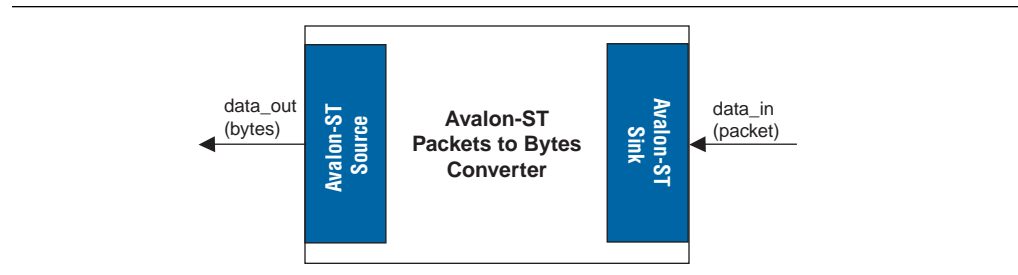 data_out
(bytes)
Avalon-ST
Source
Avalon-ST
Packets to Bytes
Converter
Avalon-ST
Sink
data_in
(packet)